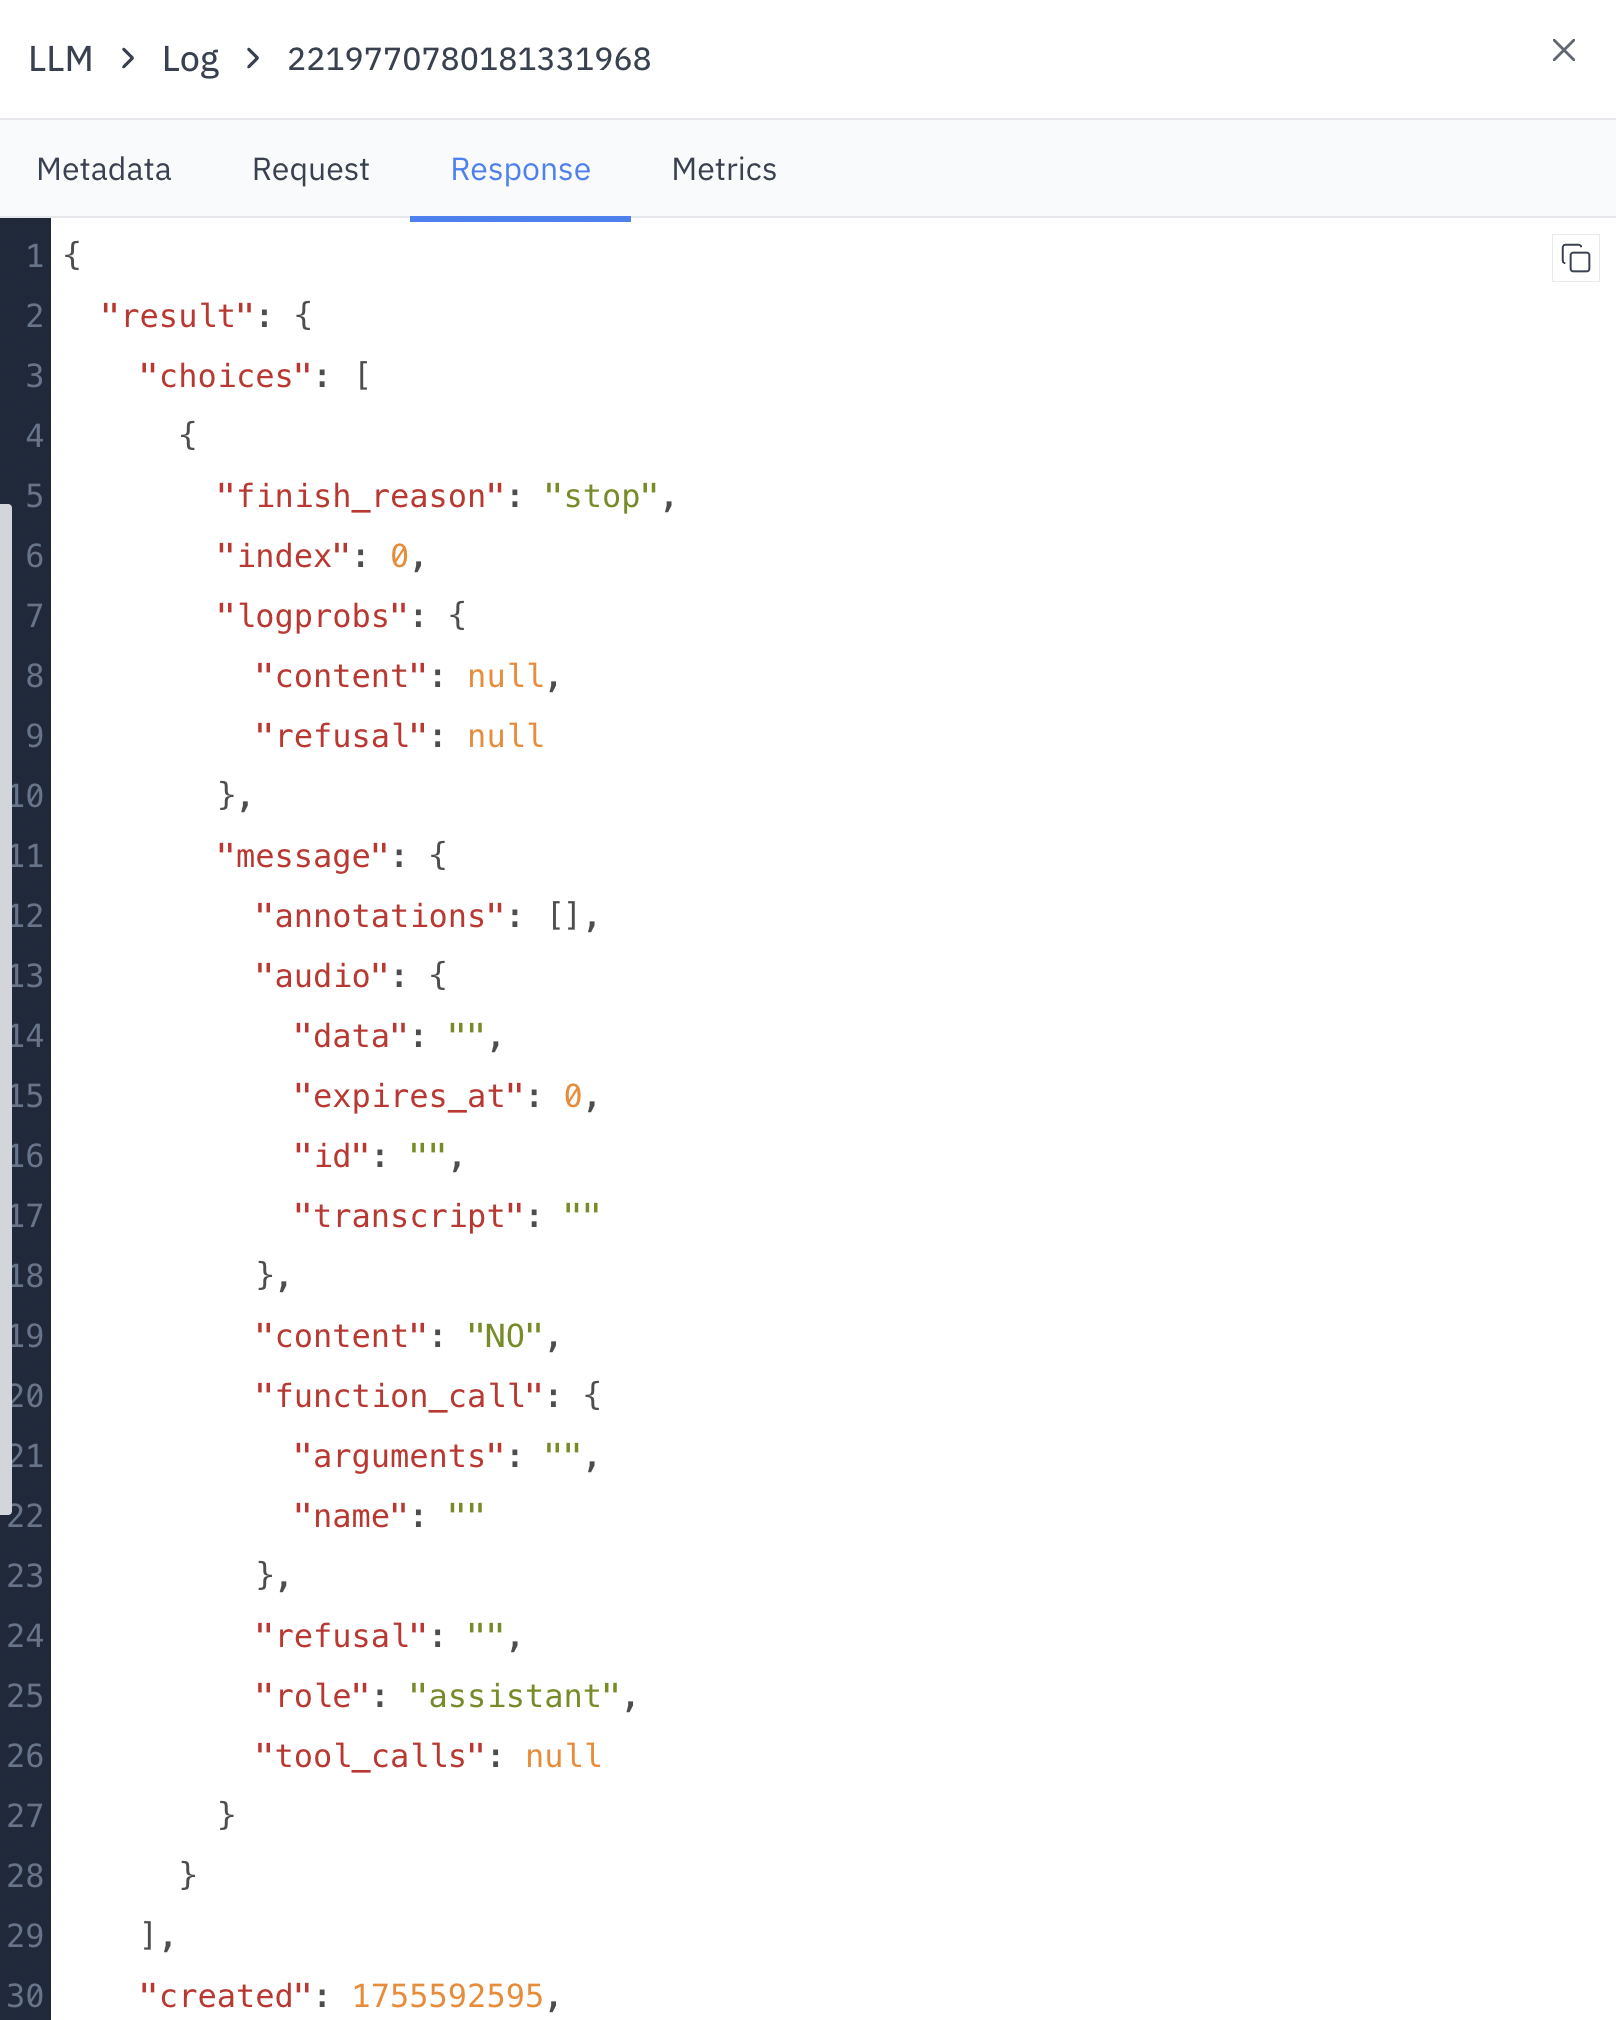 LLM > Log > 2219770780181331968
Metadata Request Response Metrics
1 {
2   "result": {
3     "choices": [
4       {
5         "finish_reason": "stop",
6         "index": 0,
7         "logprobs": {
8           "content": null,
9           "refusal": null
10         },
11         "message": {
12           "annotations": [],
13           "audio": {
14             "data": "",
15             "expires_at": 0,
16             "id": "",
17             "transcript": ""
18           },
19           "content": "NO",
20           "function_call": {
21             "arguments": "",
22             "name": ""
23           },
24           "refusal": "",
25           "role": "assistant",
26           "tool_calls": null
27         }
28       }
29     ],
30     "created": 1755592595,